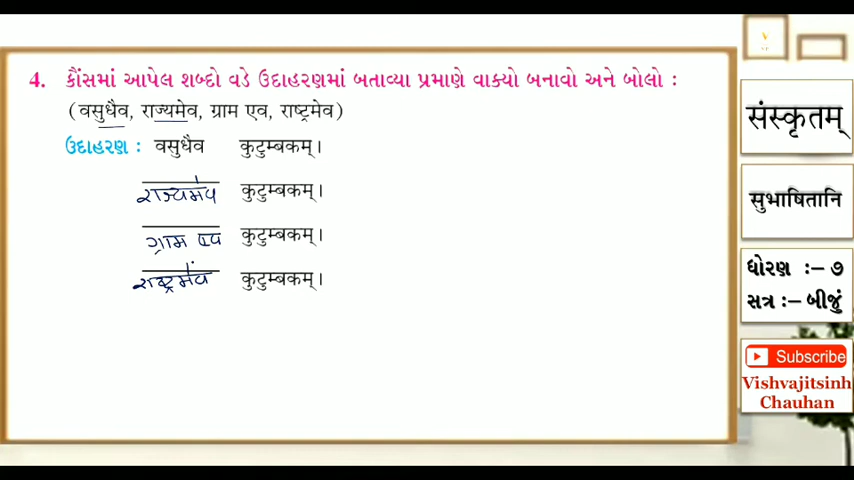 4. કૌંસમાં આપેલ શબ્દો વડે ઉદાહરણમાં બતાવ્યા પ્રમાણે વાક્યો બનાવો અને બોલો :
(वसुधैव, राज्यमेव, ग्राम एव, राष्ट्रमेव)
ઉદાહરણ : वसुधैव कुटुम्बकम्।
राज्यमेव कुटुम्बकम्।
ग्राम एव कुटुम्बकम्।
राष्ट्रमेव कुटुम्बकम्।
संस्कृतम्
सुभाषितानि
ધોરણ :- ૭
સત્ર :- બીજું
Subscribe
Vishvajitsinh
Chauhan